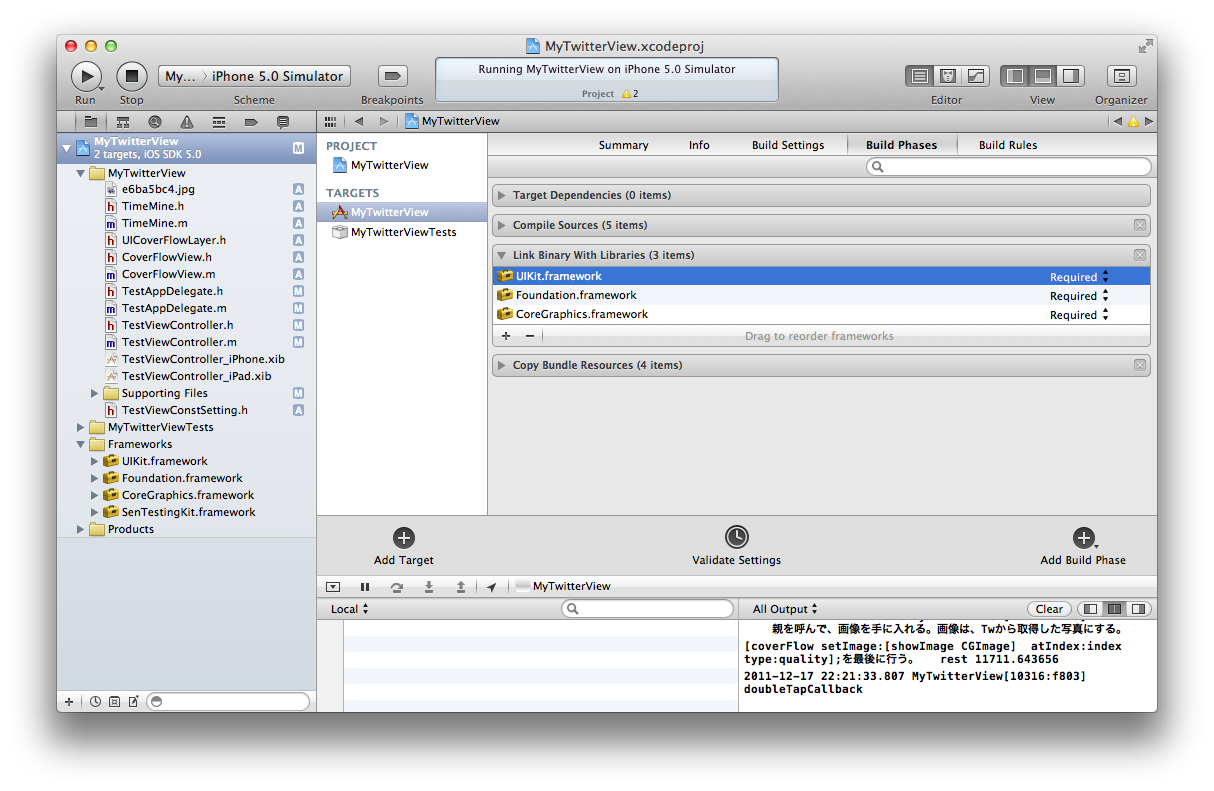 MyTwitterView.xcodeproj
Run
Stop
My... 〉 iPhone 5.0 Simulator
Scheme
Breakpoints
Running MyTwitterView on iPhone 5.0 Simulator
Project 2
Editor
View
Organizer
MyTwitterView
MyTwitterView
2 targets, iOS SDK 5.0
M
MyTwitterView
e6ba5bc4.jpg A
TimeMine.h A
TimeMine.m A
UICoverFlowLayer.h A
CoverFlowView.h A
CoverFlowView.m A
TestAppDelegate.h M
TestAppDelegate.m M
TestViewController.h M
TestViewController.m M
TestViewController_iPhone.xib
TestViewController_iPad.xib
Supporting Files M
TestViewConstSetting.h A
MyTwitterViewTests
Frameworks
UIKit.framework
Foundation.framework
CoreGraphics.framework
SenTestingKit.framework
Products
PROJECT
MyTwitterView
TARGETS
MyTwitterView
MyTwitterViewTests
Summary Info Build Settings Build Phases Build Rules
Target Dependencies (0 items)
Compile Sources (5 items)
Link Binary With Libraries (3 items)
UIKit.framework Required
Foundation.framework Required
CoreGraphics.framework Required
+ − Drag to reorder frameworks
Copy Bundle Resources (4 items)
Add Target
Validate Settings
Add Build Phase
MyTwitterView
Local
All Output
Clear
親を呼んで、画像を手に入れる。画像は、Twから取得した写真にする。
[coverFlow setImage:[showImage CGImage] atIndex:index
type:quality];を最後に行う。 rest 11711.643656
2011-12-17 22:21:33.807 MyTwitterView[10316:f803]
doubleTapCallback